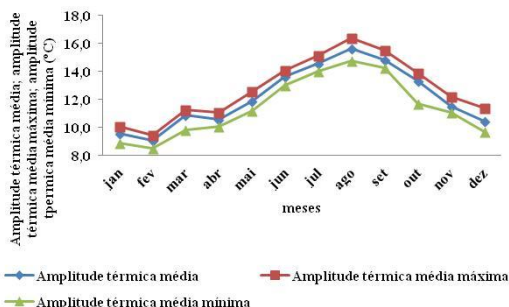 Amplitude térmica média; amplitude
térmica média máxima; amplitude
tpermica média mínima (ºC)
18,0
16,0
14,0
12,0
10,0
8,0
jan
fev
mar
abr
mai
jun
jul
ago
set
out
nov
dez
meses
Amplitude térmica média
Amplitude térmica média máxima
Amplitude térmica média mínima